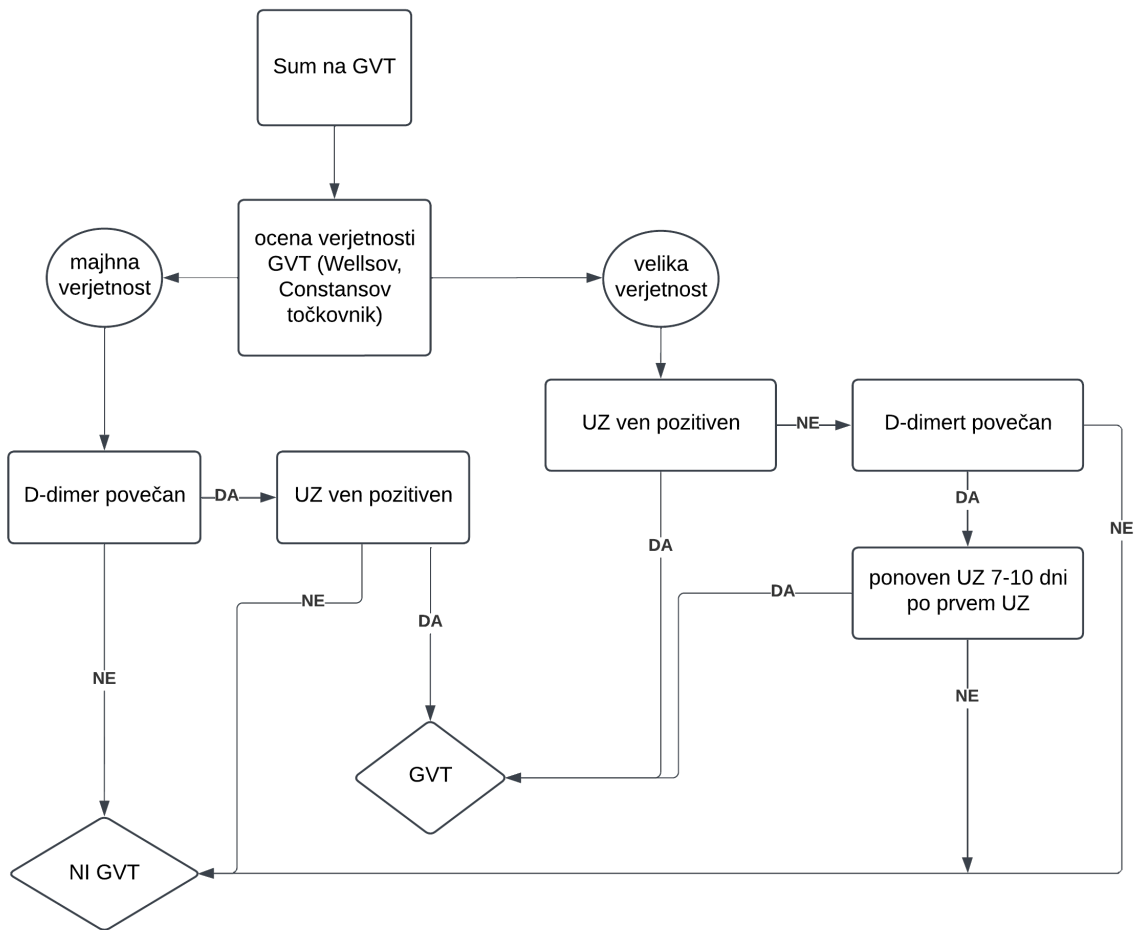 Sum na GVT
ocena verjetnosti
GVT (Wellsov,
Constansov
točkovnik)
majhna
verjetnost
velika
verjetnost
UZ ven pozitiven
NE
D-dimert povečan
D-dimer povečan
DA
UZ ven pozitiven
DA
NE
DA
ponoven UZ 7-10 dni
po prvem UZ
DA
NE
DA
NE
NE
GVT
NI GVT